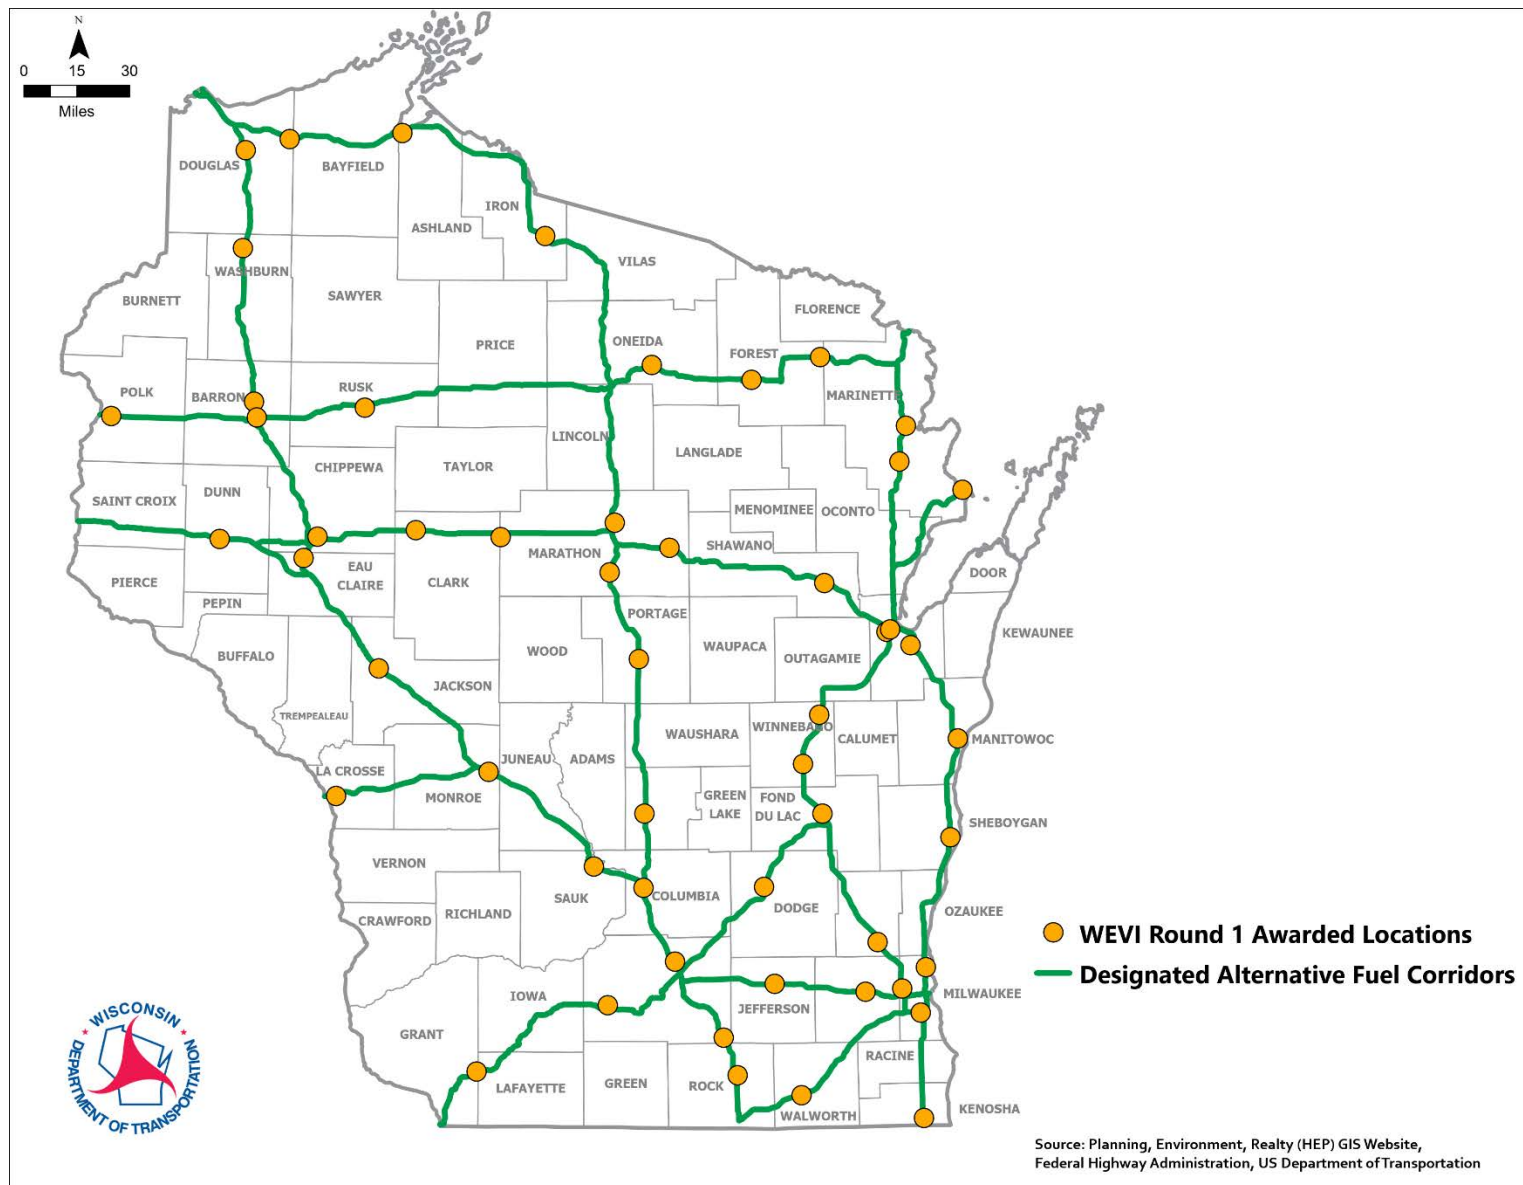 N
0 15 30
Miles
DOUGLAS
BAYFIELD
IRON
ASHLAND
VILAS
WASHBURN
BURNETT
SAWYER
FLORENCE
PRICE
ONEIDA
FOREST
POLK
BARRON
RUSK
MARINETTE
LINCOLN
LANGLADE
CHIPPEWA
TAYLOR
SAINT CROIX
DUNN
MENOMINEE
OCONTO
MARATHON
SHAWANO
DOOR
PIERCE
EAU
CLAIRE
CLARK
PEPIN
PORTAGE
KEWAUNEE
BUFFALO
WOOD
WAUPACA
OUTAGAMIE
JACKSON
TREMPEALEAU
WAUSHARA
WINNEBAGO
CALUMET
MANITOWOC
JUNEAU
ADAMS
LA CROSSE
MONROE
GREEN
LAKE
FOND
DU LAC
SHEBOYGAN
VERNON
SAUK
COLUMBIA
DODGE
RICHLAND
CRAWFORD
OZAUKEE
WEVI Round 1 Awarded Locations
Designated Alternative Fuel Corridors
IOWA
JEFFERSON
MILWAUKEE
GRANT
RACINE
LAFAYETTE
GREEN
ROCK
WALWORTH
KENOSHA
WISCONSIN
DEPARTMENT OF TRANSPORTATION
Source: Planning, Environment, Realty (HEP) GIS Website,
Federal Highway Administration, US Department of Transportation